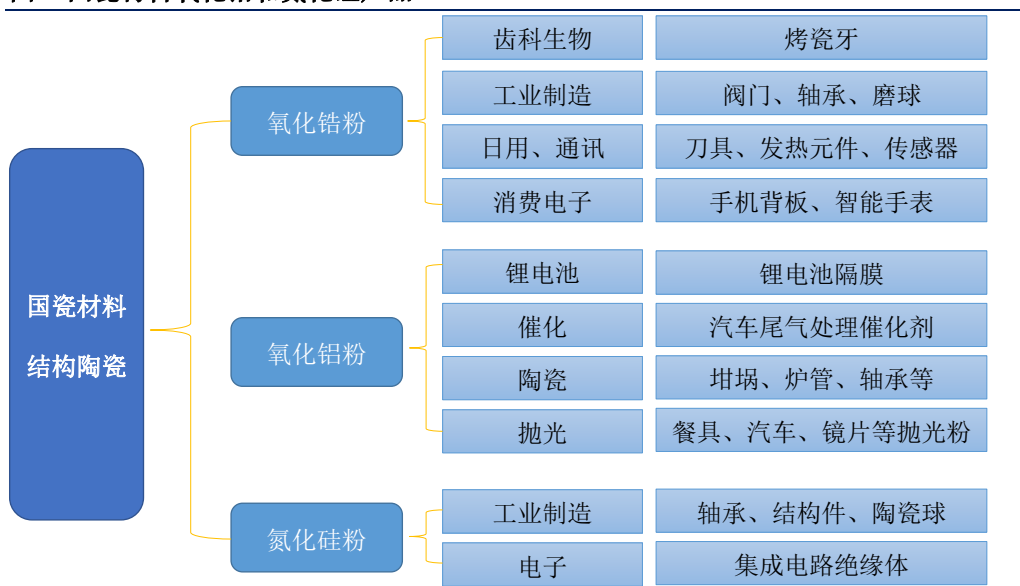 国瓷材料
结构陶瓷
氧化锆粉
齿科生物 烤瓷牙
工业制造 阀门、轴承、磨球
日用、通讯 刀具、发热元件、传感器
消费电子 手机背板、智能手表
氧化铝粉
锂电池 锂电池隔膜
催化 汽车尾气处理催化剂
陶瓷 坩埚、炉管、轴承等
抛光 餐具、汽车、镜片等抛光粉
氮化硅粉
工业制造 轴承、结构件、陶瓷球
电子 集成电路绝缘体